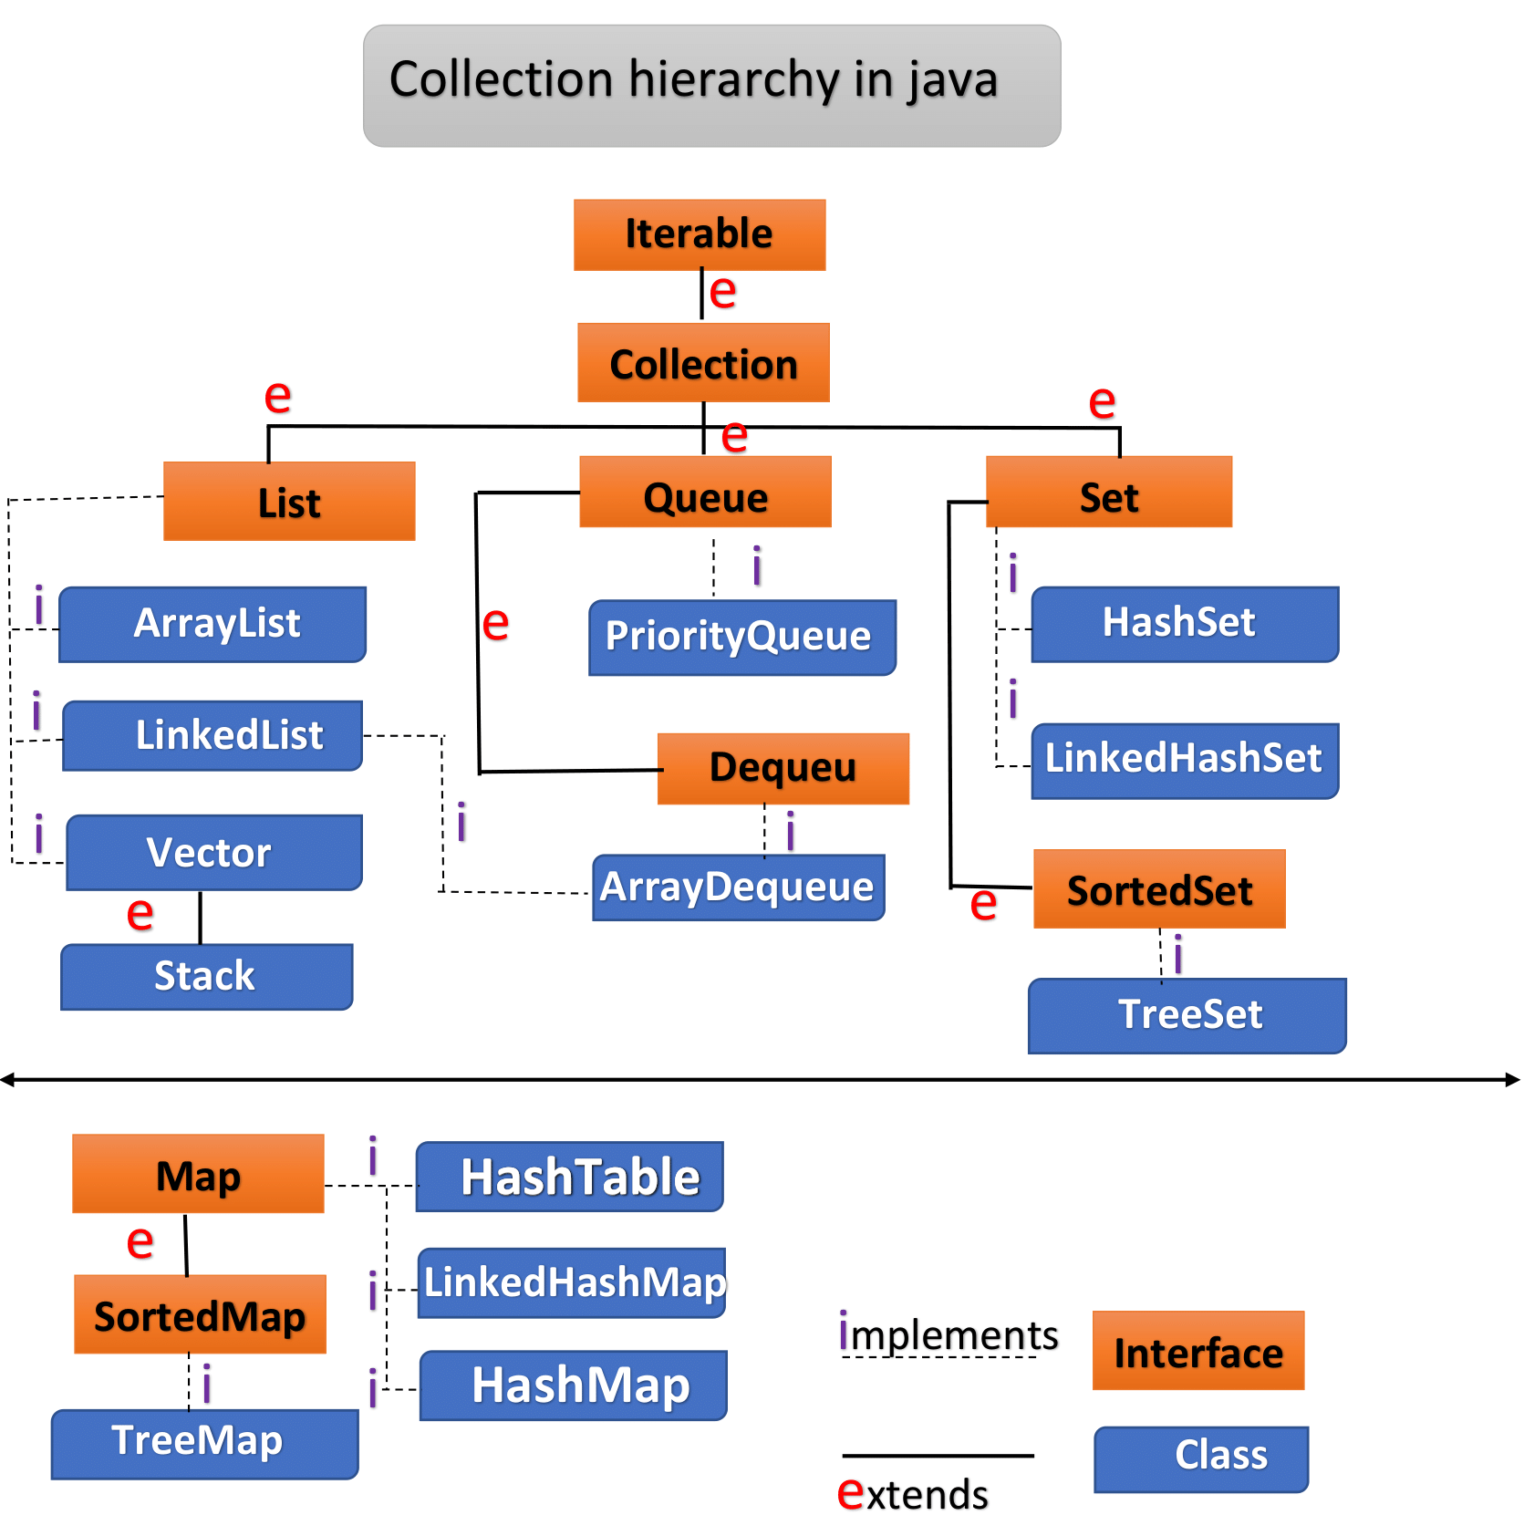 Collection hierarchy in java
Iterable
e
Collection
e
e
e
List
Queue
Set
i
ArrayList
i
PriorityQueue
i
HashSet
e
i
LinkedList
i
LinkedHashSet
Dequeu
i
Vector
i
i
ArrayDequeue
SortedSet
e
e
Stack
i
TreeSet
Map
i
HashTable
e
SortedMap
i
LinkedHashMap
i
TreeMap
i
HashMap
implements
Interface
extends
Class